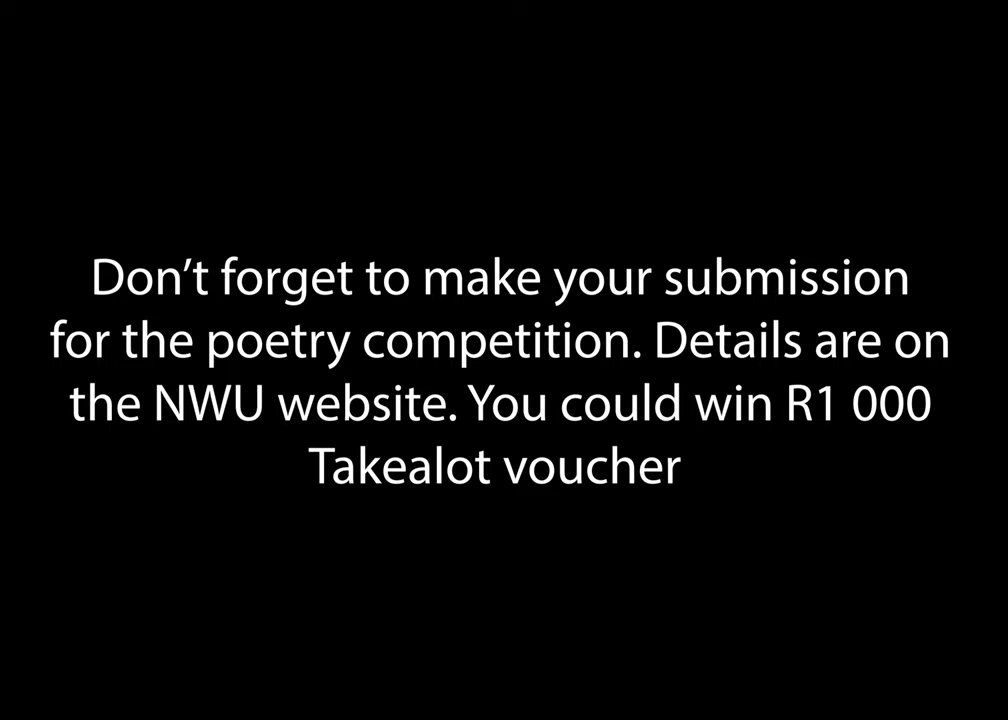 Don’t forget to make your submission
for the poetry competition. Details are on
the NWU website. You could win R1 000
Takealot voucher